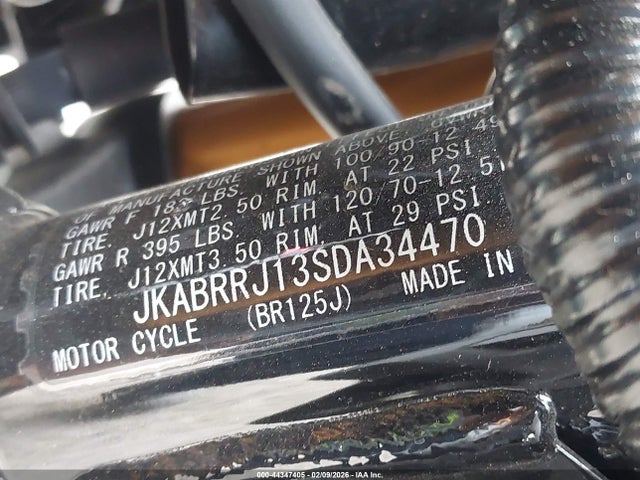 OF MANUFACTURE SHOWN ABOVE.
GAWR F 183 LBS. WITH 100/90-12 49
TIRE. J12XMT2.50 RIM. AT 22 PSI
GAWR R 395 LBS. WITH 120/70-12.51
TIRE. J12XMT3.50 RIM. AT 29 PSI
JKABRRJ13SDA34470
MOTOR CYCLE (BR125J) MADE IN
000-44347405 - 02/09/2026 - IAA Inc.